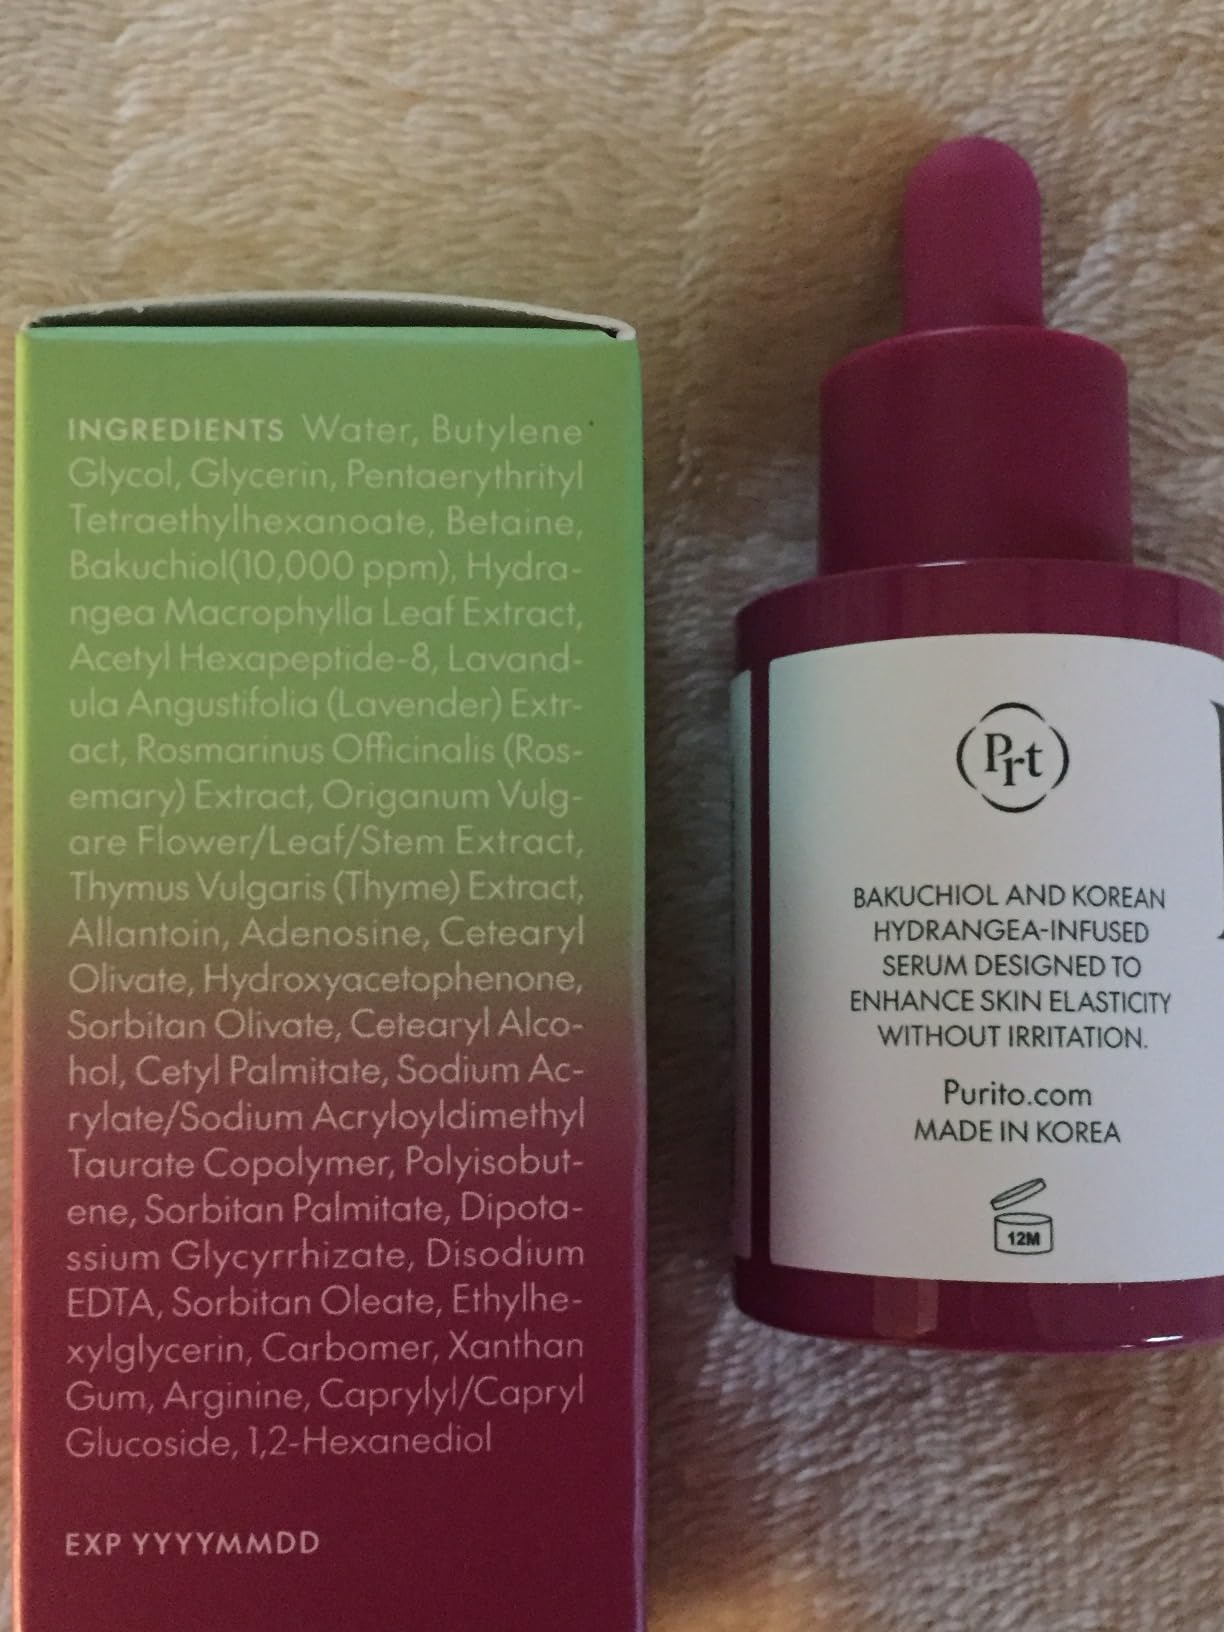 INGREDIENTS Water, Butylene
Glycol, Glycerin, Pentaerythrityl
Tetraethylhexanoate, Betaine,
Bakuchiol(10,000 ppm), Hydra-
ngea Macrophylla Leaf Extract,
Acetyl Hexapeptide-8, Lavand-
ula Angustifolia (Lavender) Extr-
act, Rosmarinus Officinalis (Ros-
emary) Extract, Origanum Vulg-
are Flower/Leaf/Stem Extract,
Thymus Vulgaris (Thyme) Extract,
Allantoin, Adenosine, Cetearyl
Olivate, Hydroxyacetophenone,
Sorbitan Olivate, Cetearyl Alco-
hol, Cetyl Palmitate, Sodium Ac-
rylate/Sodium Acryloyldimethyl
Taurate Copolymer, Polyisobut-
ene, Sorbitan Palmitate, Dipota-
ssium Glycyrrhizate, Disodium
EDTA, Sorbitan Oleate, Ethylhe-
xylglycerin, Carbomer, Xanthan
Gum, Arginine, Caprylyl/Capryl
Glucoside, 1,2-Hexanediol
EXP YYYYMMDD
Prt
BAKUCHIOL AND KOREAN
HYDRANGEA-INFUSED
SERUM DESIGNED TO
ENHANCE SKIN ELASTICITY
WITHOUT IRRITATION.
Purito.com
MADE IN KOREA
12M